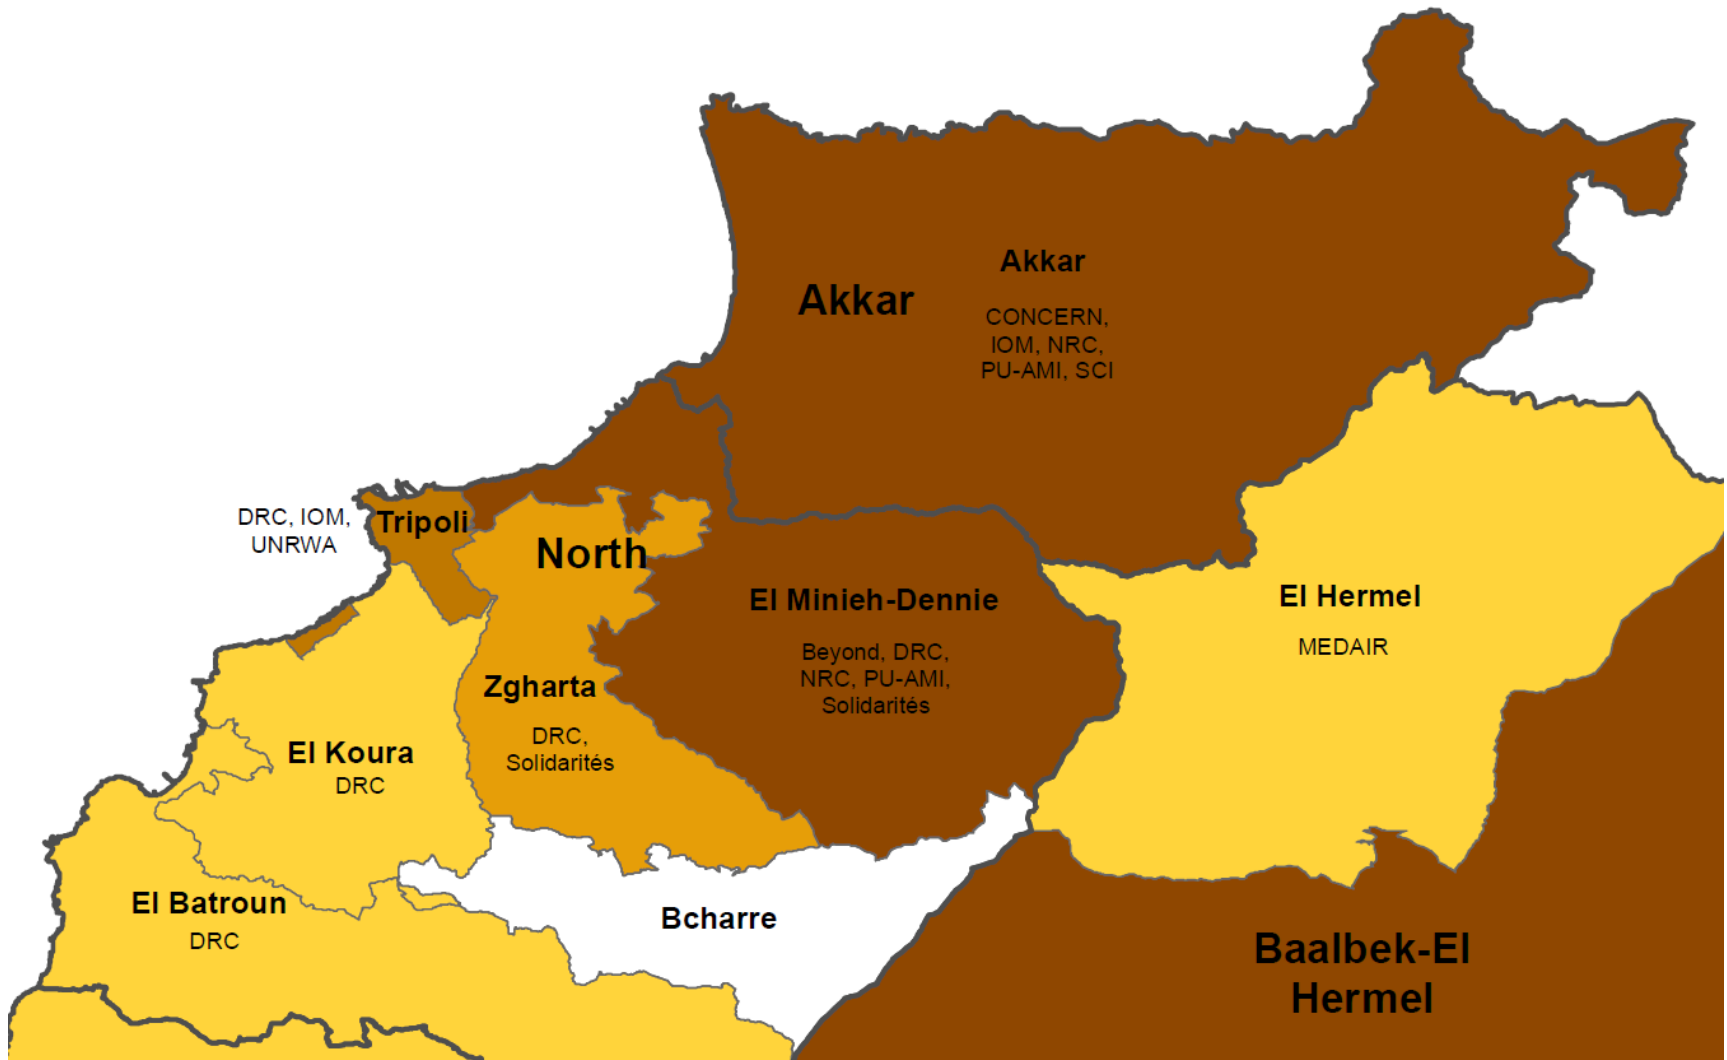 Akkar
Akkar
CONCERN,
IOM, NRC,
PU-AMI, SCI
DRC, IOM,
UNRWA
Tripoli
North
El Minieh-Dennie
Beyond, DRC,
NRC, PU-AMI,
Solidarités
El Hermel
MEDAIR
Zgharta
DRC,
Solidarités
El Koura
DRC
El Batroun
DRC
Bcharre
Baalbek-El
Hermel